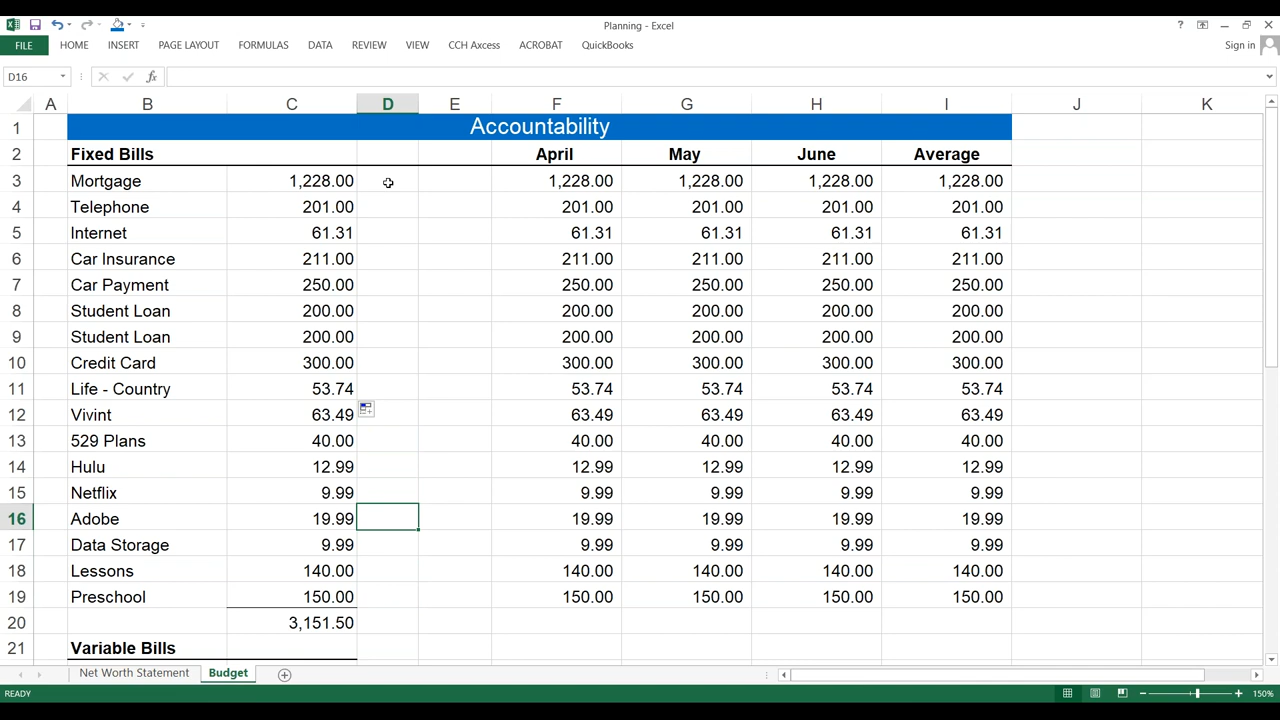 Planning - Excel
?
FILE HOME INSERT PAGE LAYOUT FORMULAS DATA REVIEW VIEW CCH Axcess ACROBAT QuickBooks Sign in
D16 fx
A B C D E F G H I J K
1 Accountability
2 Fixed Bills April May June Average
3 Mortgage 1,228.00 1,228.00 1,228.00 1,228.00 1,228.00
4 Telephone 201.00 201.00 201.00 201.00 201.00
5 Internet 61.31 61.31 61.31 61.31 61.31
6 Car Insurance 211.00 211.00 211.00 211.00 211.00
7 Car Payment 250.00 250.00 250.00 250.00 250.00
8 Student Loan 200.00 200.00 200.00 200.00 200.00
9 Student Loan 200.00 200.00 200.00 200.00 200.00
10 Credit Card 300.00 300.00 300.00 300.00 300.00
11 Life - Country 53.74 53.74 53.74 53.74 53.74
12 Vivint 63.49 63.49 63.49 63.49 63.49
13 529 Plans 40.00 40.00 40.00 40.00 40.00
14 Hulu 12.99 12.99 12.99 12.99 12.99
15 Netflix 9.99 9.99 9.99 9.99 9.99
16 Adobe 19.99 19.99 19.99 19.99 19.99
17 Data Storage 9.99 9.99 9.99 9.99 9.99
18 Lessons 140.00 140.00 140.00 140.00 140.00
19 Preschool 150.00 150.00 150.00 150.00 150.00
20 3,151.50
21 Variable Bills
Net Worth Statement Budget
READY 150%